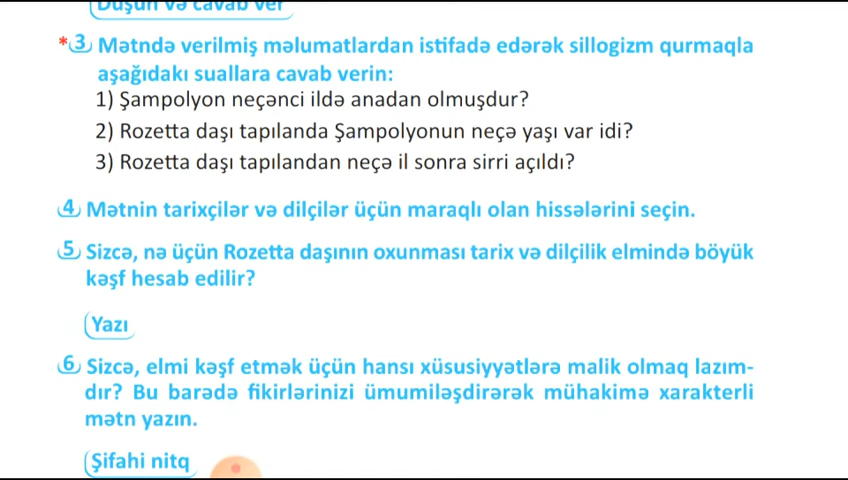 Düşün və cavab ver
*3 Mətndə verilmiş məlumatlardan istifadə edərək sillogizm qurmaqla
aşağıdakı suallara cavab verin:
1) Şampolyon neçənci ildə anadan olmuşdur?
2) Rozetta daşı tapılanda Şampolyonun neçə yaşı var idi?
3) Rozetta daşı tapılandan neçə il sonra sirri açıldı?
4 Mətnin tarixçilər və dilçilər üçün maraqlı olan hissələrini seçin.
5 Sizcə, nə üçün Rozetta daşının oxunması tarix və dilçilik elmində böyük
kəşf hesab edilir?
Yazı
6 Sizcə, elmi kəşf etmək üçün hansı xüsusiyyətlərə malik olmaq lazım-
dır? Bu barədə fikirlərinizi ümumiləşdirərək mühakimə xarakterli
mətn yazın.
Şifahi nitq